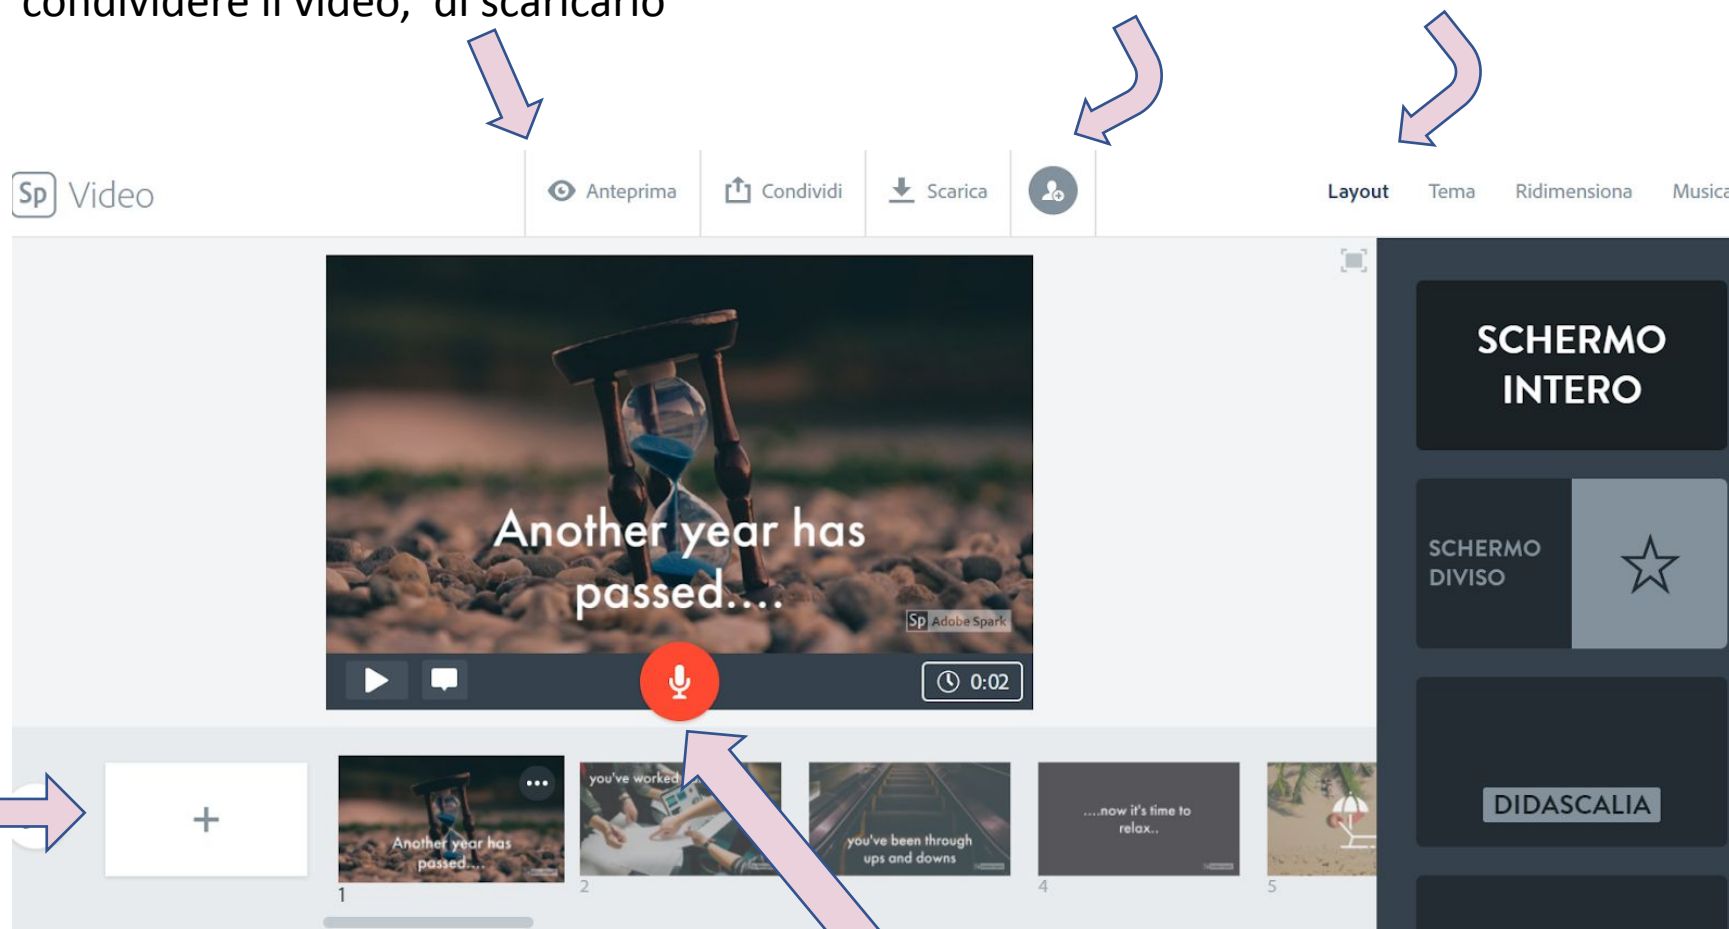 condividere il video, di scaricarlo
Sp Video
Anteprima
Condividi
Scarica
Layout
Tema
Ridimensiona
Musica
SCHERMO
INTERO
Another year has
passed....
Sp Adobe Spark
SCHERMO
DIVISO
0:02
DIDASCALIA
+
Another year has
passed....
1
you've worked
2
you've been through
ups and downs
....now it's time to
relax..
4
5